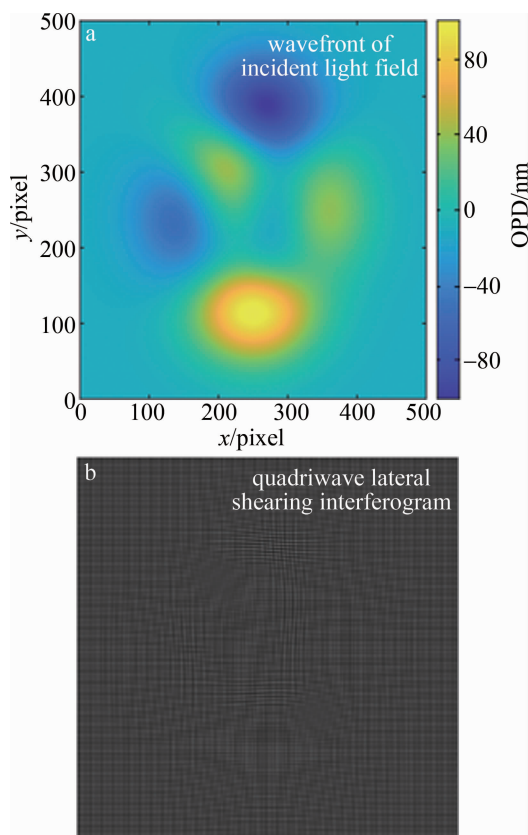 a
wavefront of
incident light field
500
400
300
200
100
0
y/pixel
0 100 200 300 400 500
x/pixel
80
40
0
−40
−80
OPD/nm
b
quadriwave lateral
shearing interferogram